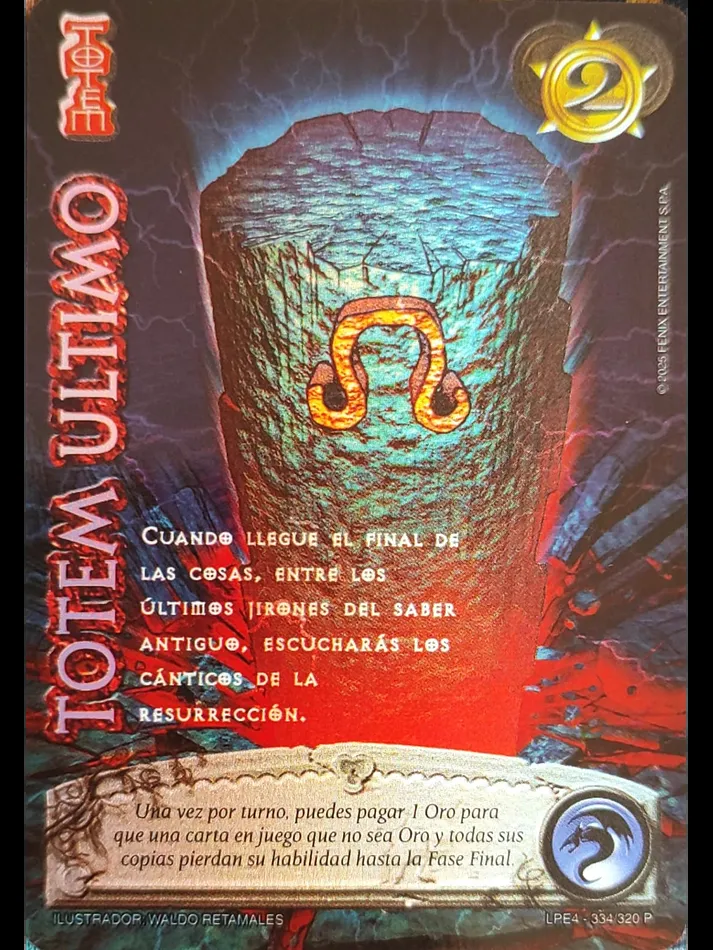 TOTEM
2
TOTEM ULTIMO
© 2025 FENIX ENTERTAINMENT S.P.A
CUANDO LLEGUE EL FINAL DE
LAS COSAS, ENTRE LOS
ÚLTIMOS JIRONES DEL SABER
ANTIGUO, ESCUCHARÁS LOS
CÁNTICOS DE LA
RESURRECCIÓN.
Una vez por turno, puedes pagar 1 Oro para
que una carta en juego que no sea Oro y todas sus
copias pierdan su habilidad hasta la Fase Final.
ILUSTRADOR: WALDO RETAMALES
LPE4 - 334/320 P